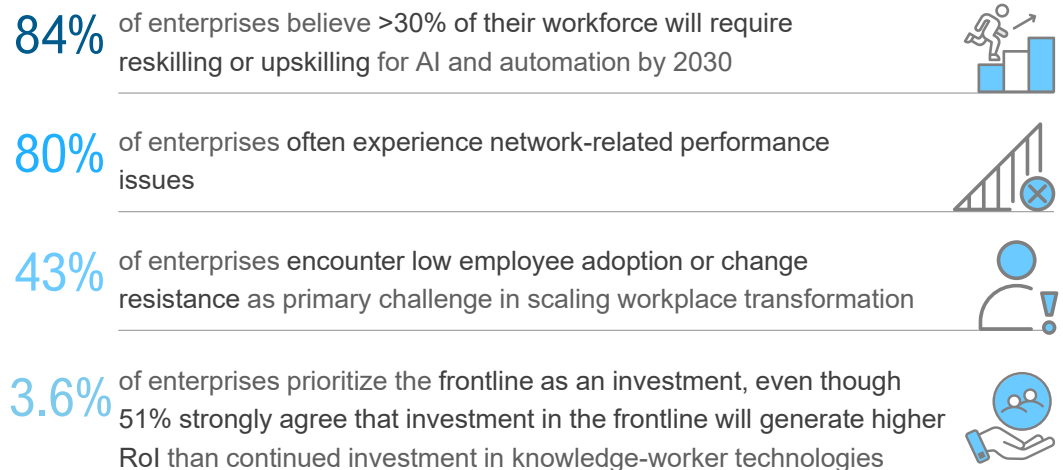 84% of enterprises believe >30% of their workforce will require
reskilling or upskilling for AI and automation by 2030
80% of enterprises often experience network-related performance
issues
43% of enterprises encounter low employee adoption or change
resistance as primary challenge in scaling workplace transformation
3.6% of enterprises prioritize the frontline as an investment, even though
51% strongly agree that investment in the frontline will generate higher
RoI than continued investment in knowledge-worker technologies